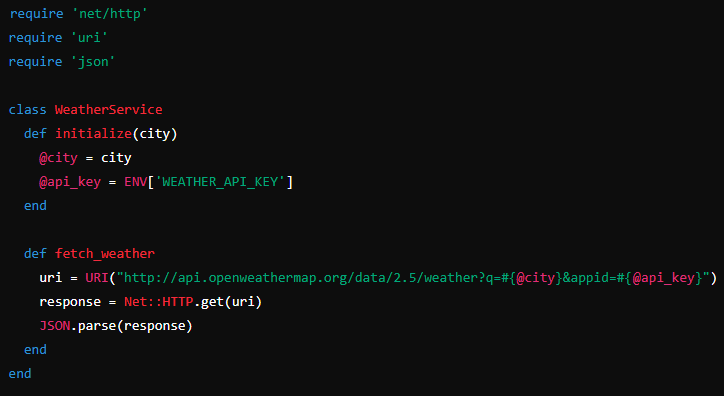 require 'net/http'
require 'uri'
require 'json'

class WeatherService
  def initialize(city)
    @city = city
    @api_key = ENV['WEATHER_API_KEY']
  end

  def fetch_weather
    uri = URI("http://api.openweathermap.org/data/2.5/weather?q=#{@city}&appid=#{@api_key}")
    response = Net::HTTP.get(uri)
    JSON.parse(response)
  end
end